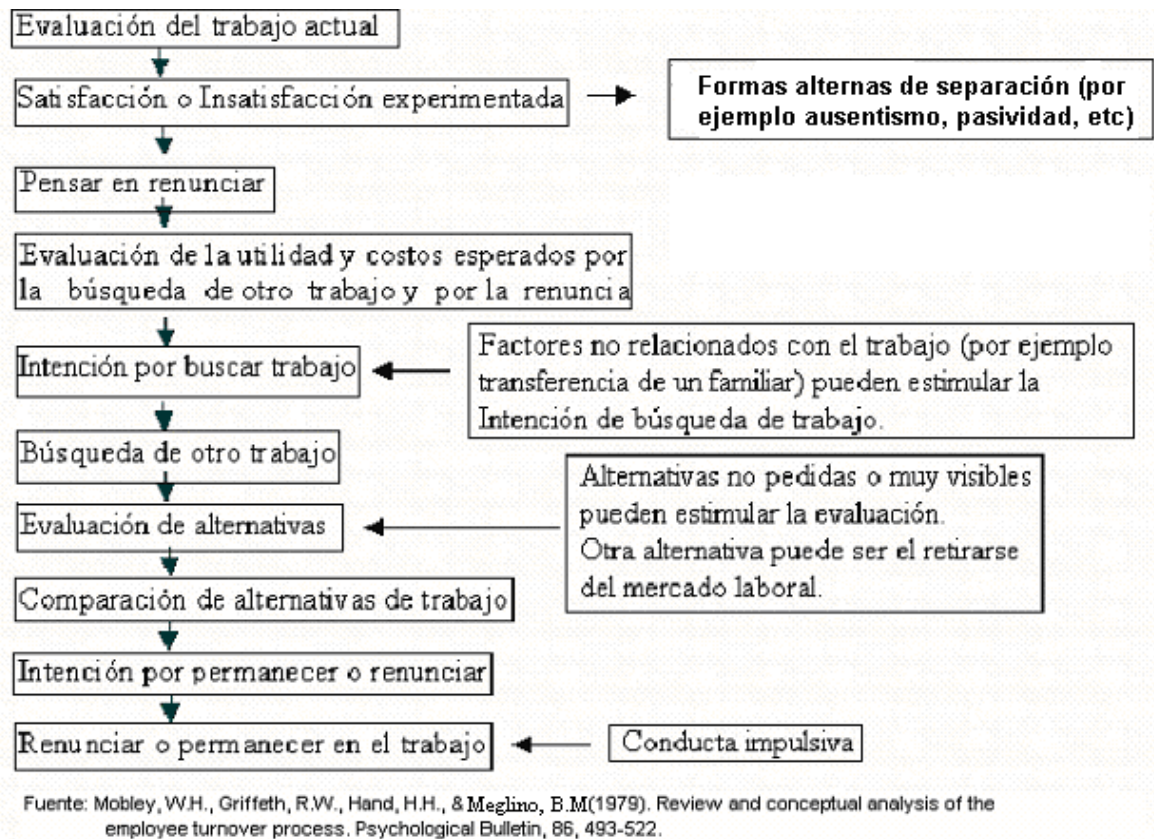 Evaluación del trabajo actual
Satisfacción o Insatisfacción experimentada
Formas alternas de separación (por
ejemplo ausentismo, pasividad, etc)
Pensar en renunciar
Evaluación de la utilidad y costos esperados por
la búsqueda de otro trabajo y por la renuncia
Intención por buscar trabajo
Factores no relacionados con el trabajo (por ejemplo
transferencia de un familiar) pueden estimular la
Intención de búsqueda de trabajo.
Búsqueda de otro trabajo
Evaluación de alternativas
Alternativas no pedidas o muy visibles
pueden estimular la evaluación.
Otra alternativa puede ser el retirarse
del mercado laboral.
Comparación de alternativas de trabajo
Intención por permanecer o renunciar
Renunciar o permanecer en el trabajo
Conducta impulsiva
Fuente: Mobley, W.H., Griffeth, R.W., Hand, H.H., & Meglino, B.M(1979). Review and conceptual analysis of the
employee turnover process. Psychological Bulletin, 86, 493-522.